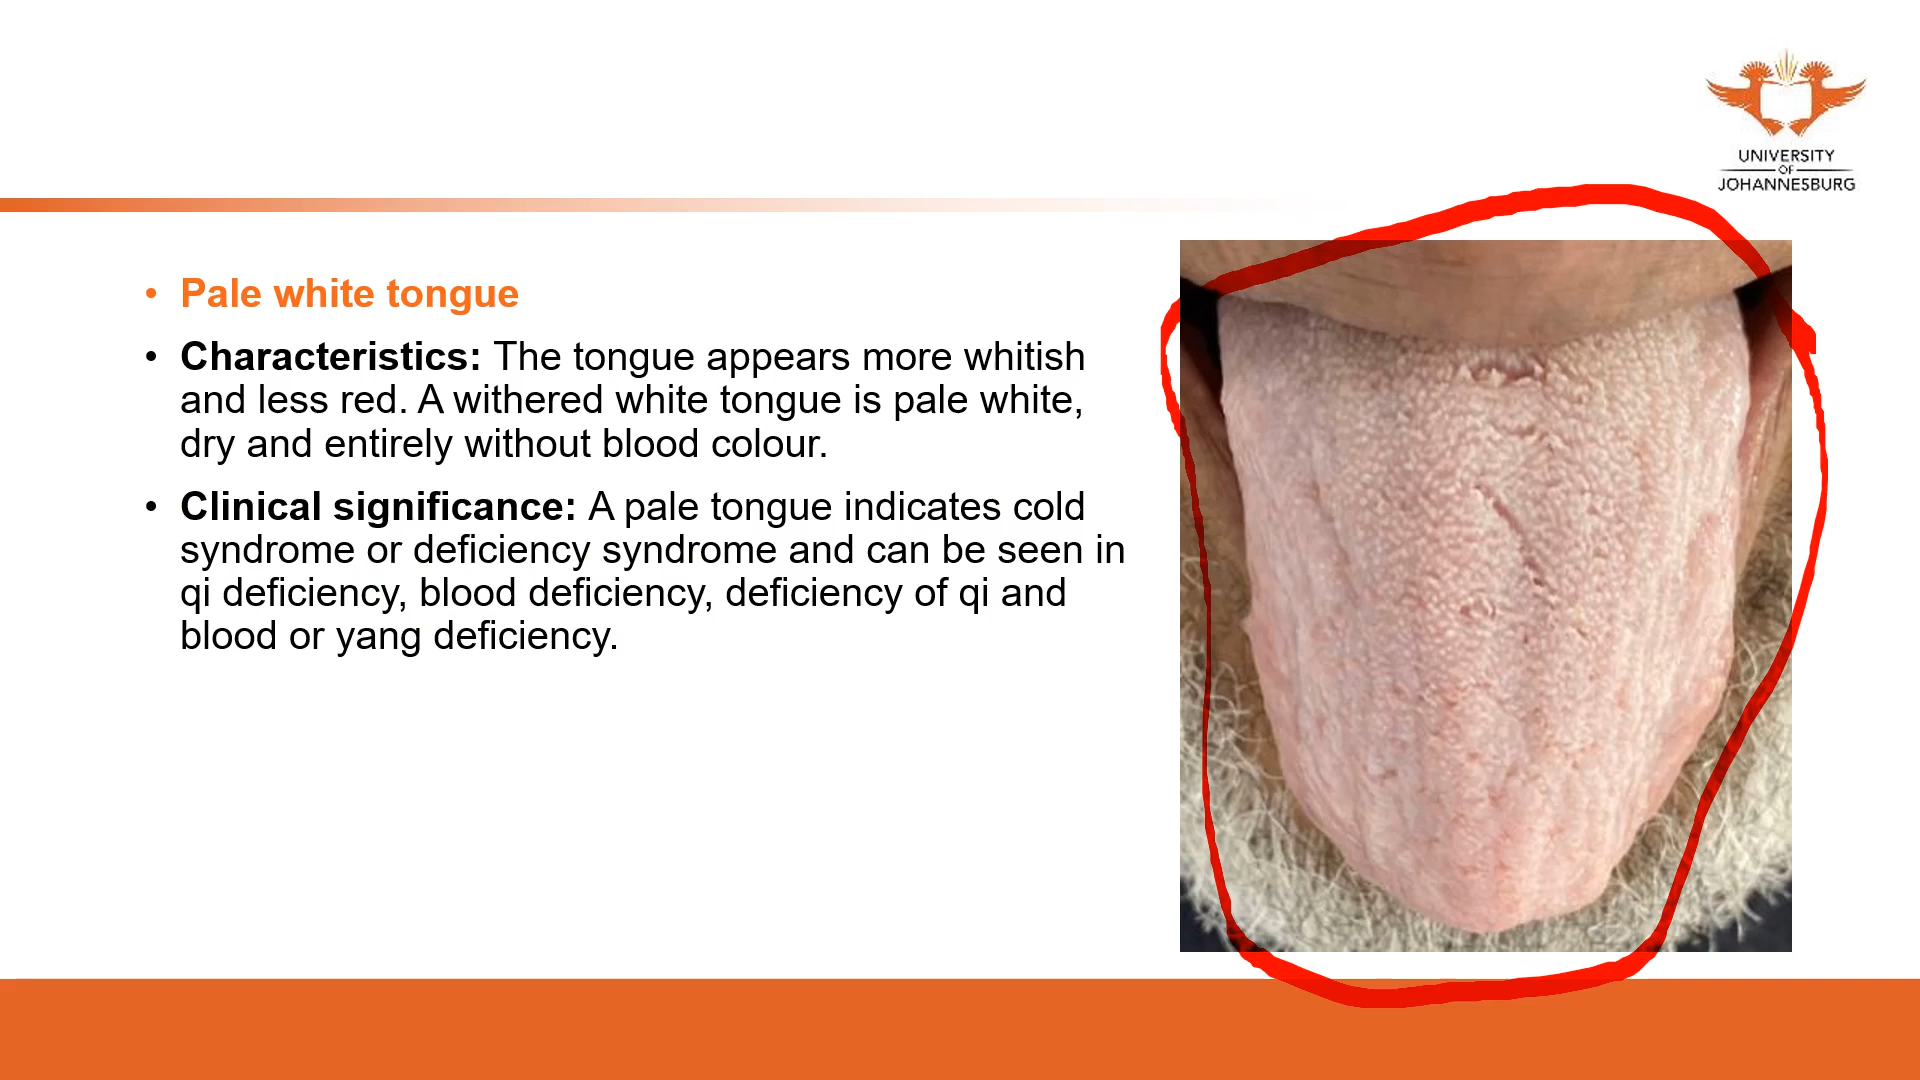 UNIVERSITY
OF
JOHANNESBURG
• Pale white tongue
• Characteristics: The tongue appears more whitish
and less red. A withered white tongue is pale white,
dry and entirely without blood colour.
• Clinical significance: A pale tongue indicates cold
syndrome or deficiency syndrome and can be seen in
qi deficiency, blood deficiency, deficiency of qi and
blood or yang deficiency.